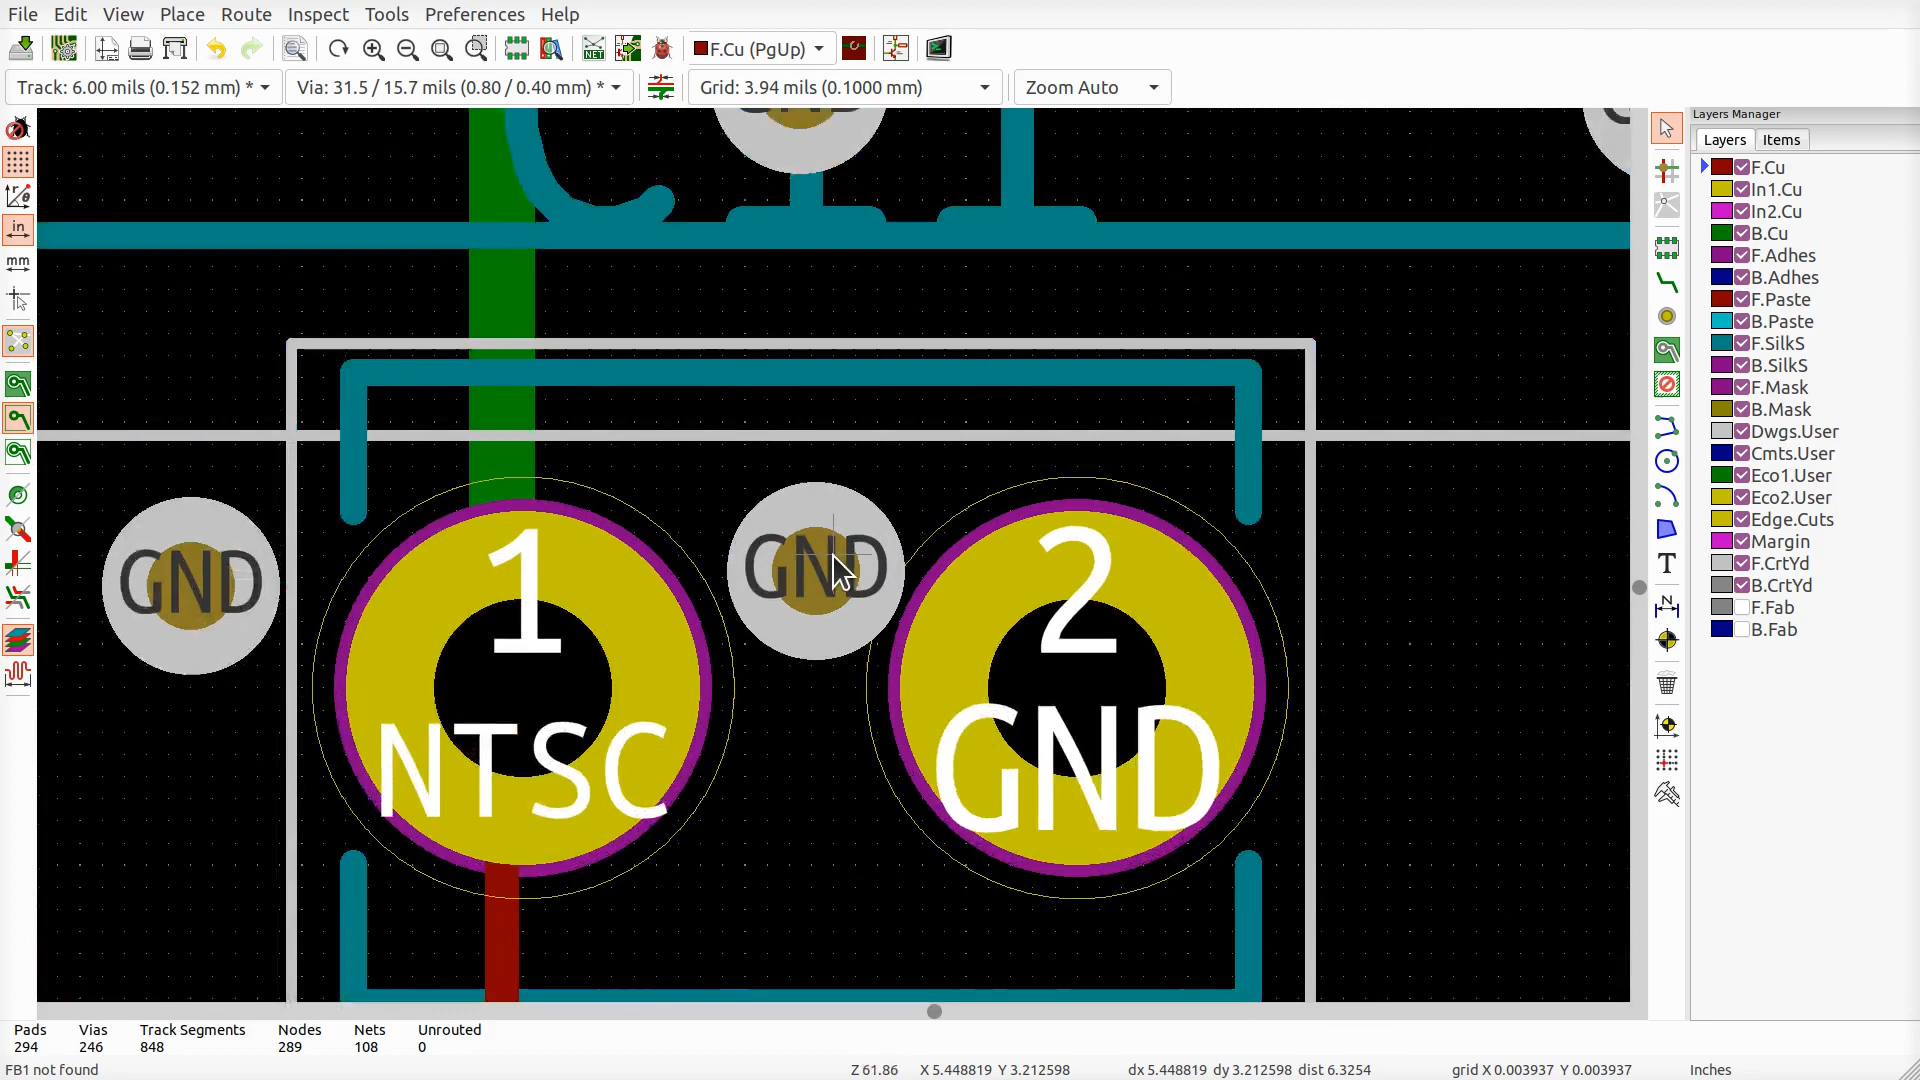 File Edit View Place Route Inspect Tools Preferences Help
F.Cu (PgUp)
Track: 6.00 mils (0.152 mm) * Via: 31.5 / 15.7 mils (0.80 / 0.40 mm) * Grid: 3.94 mils (0.1000 mm) Zoom Auto
Layers Manager
Layers Items
F.Cu
In1.Cu
In2.Cu
B.Cu
F.Adhes
B.Adhes
F.Paste
B.Paste
F.SilkS
B.SilkS
F.Mask
B.Mask
Dwgs.User
Cmts.User
Eco1.User
Eco2.User
Edge.Cuts
Margin
F.CrtYd
B.CrtYd
F.Fab
B.Fab
in
mm
NET
GND
1
NTSC
GND
2
GND
T
N
Pads Vias Track Segments Nodes Nets Unrouted
294 246 848 289 108 0
FB1 not found Z 61.86 X 5.448819 Y 3.212598 dx 5.448819 dy 3.212598 dist 6.3254 grid X 0.003937 Y 0.003937 Inches